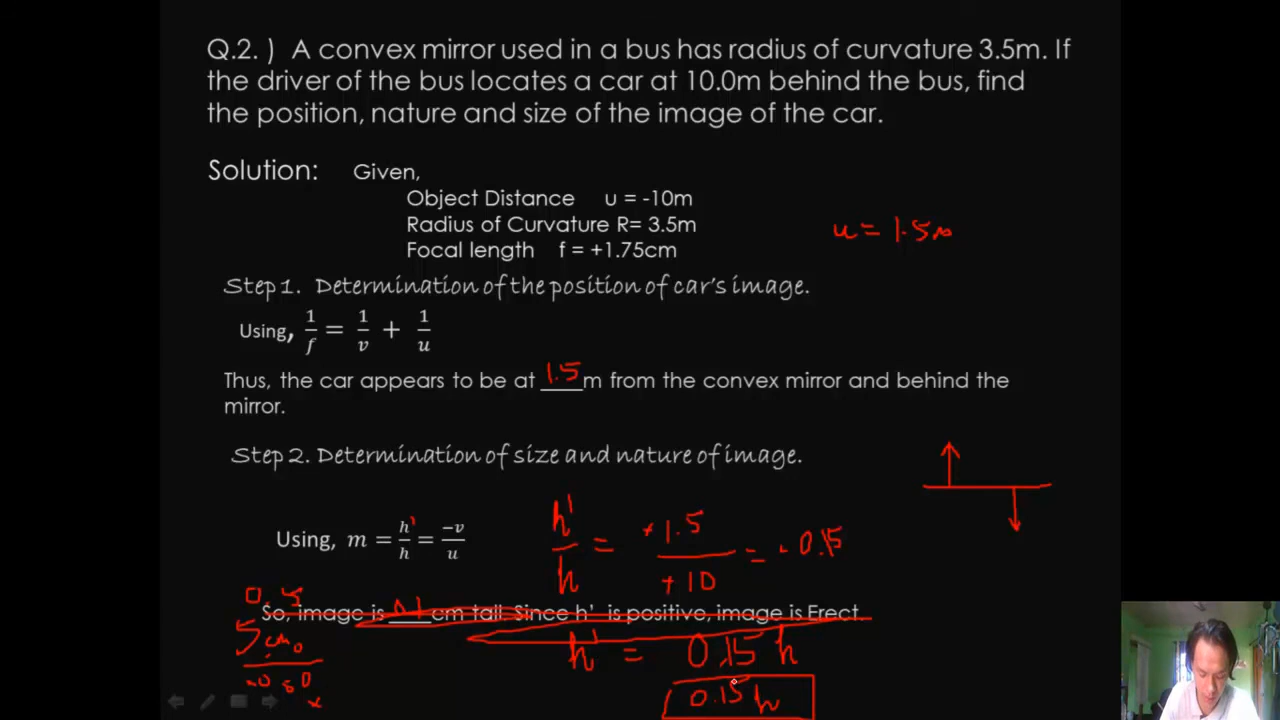 Q.2. )  A convex mirror used in a bus has radius of curvature 3.5m. If
the driver of the bus locates a car at 10.0m behind the bus, find
the position, nature and size of the image of the car.
Solution:  Given,
Object Distance  u = -10m
Radius of Curvature R= 3.5m
u = 1.5m
Focal length  f = +1.75cm
Step 1.  Determination of the position of car's image.
Using, 1/f = 1/v + 1/u
Thus, the car appears to be at 1.5 m from the convex mirror and behind the
mirror.
Step 2. Determination of size and nature of image.
Using, m = h'/h = -v/u
h'/h = +1.5/+10 = - 0.15
So, image is ____cm tall. Since h' is positive, image is Erect.
h' = 0.15 h
0.15 h